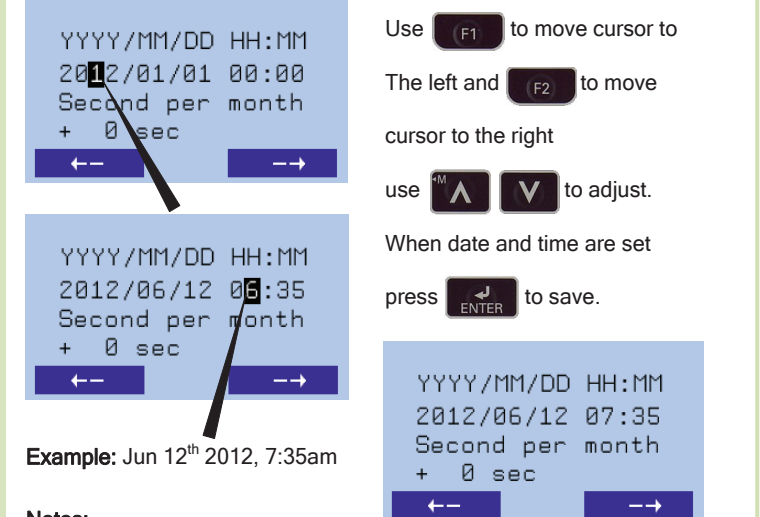 YYYY/MM/DD HH:MM
2012/01/01 00:00
Second per month
+ 0 sec
←− −→
YYYY/MM/DD HH:MM
2012/06/12 06:35
Second per month
+ 0 sec
←− −→
Example: Jun 12th 2012, 7:35am
Notes:
Use F1 to move cursor to
The left and F2 to move
cursor to the right
use ◂M Λ V to adjust.
When date and time are set
press ↵ ENTER to save.
YYYY/MM/DD HH:MM
2012/06/12 07:35
Second per month
+ 0 sec
←− −→